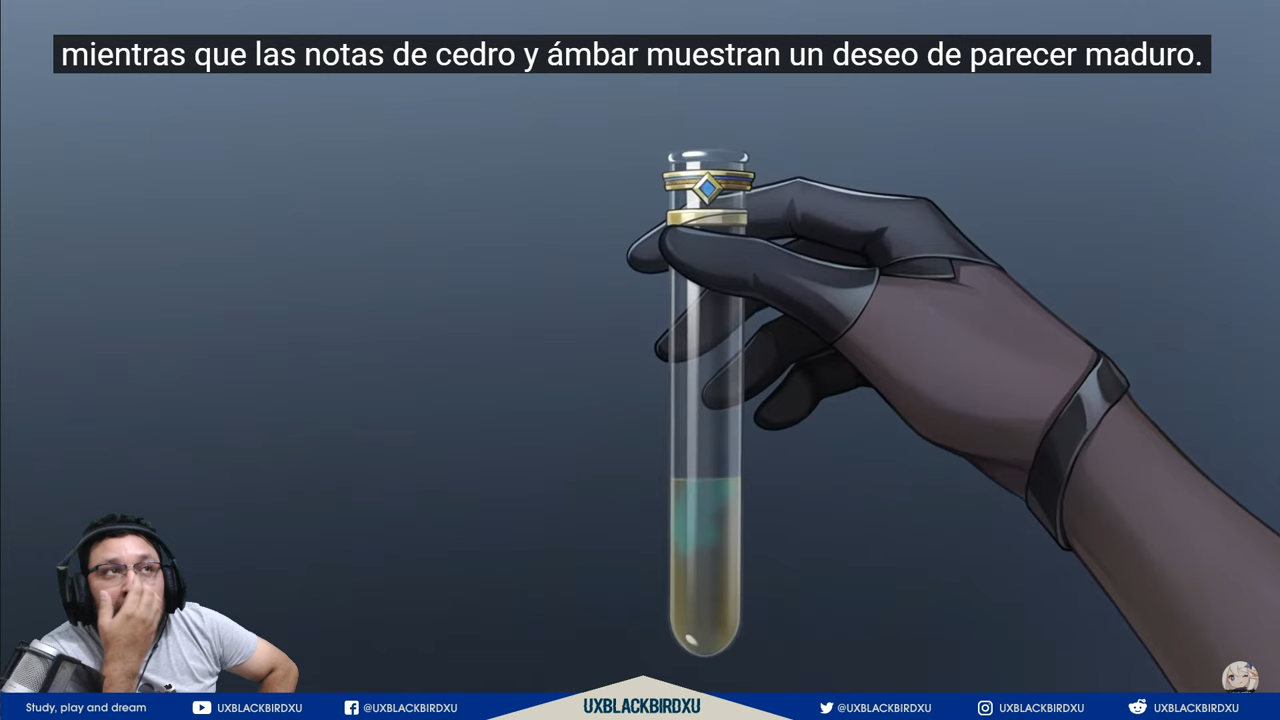 mientras que las notas de cedro y ámbar muestran un deseo de parecer maduro.
Study, play and dream
UXBLACKBIRDXU
@UXBLACKBIRDXU
UXBLACKBIRDXU
@UXBLACKBIRDXU
UXBLACKBIRDXU
UXBLACKBIRDXU